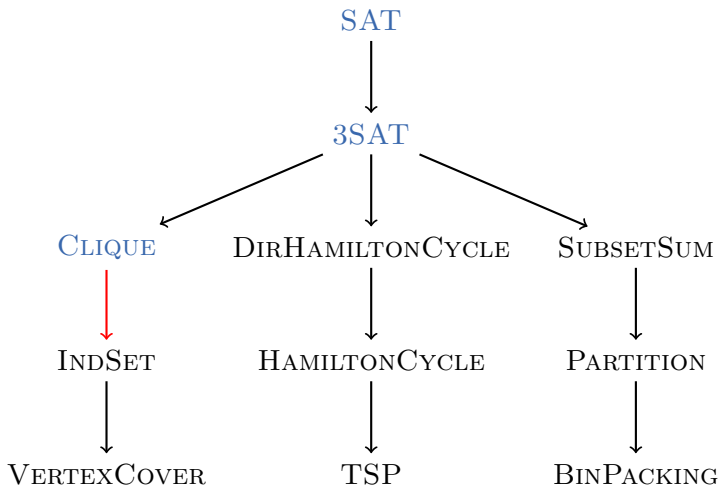 SAT
3SAT
CLIQUE DIRHAMILTONCYCLE SUBSETSUM
INDSET HAMILTONCYCLE PARTITION
VERTEXCOVER TSP BINPACKING